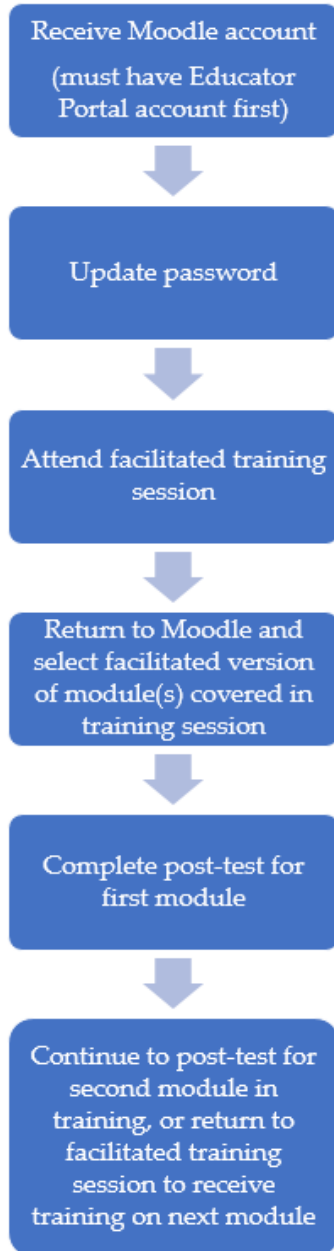 Receive Moodle account
(must have Educator
Portal account first)
Update password
Attend facilitated training
session
Return to Moodle and
select facilitated version
of module(s) covered in
training session
Complete post-test for
first module
Continue to post-test for
second module in
training, or return to
facilitated training
session to receive
training on next module